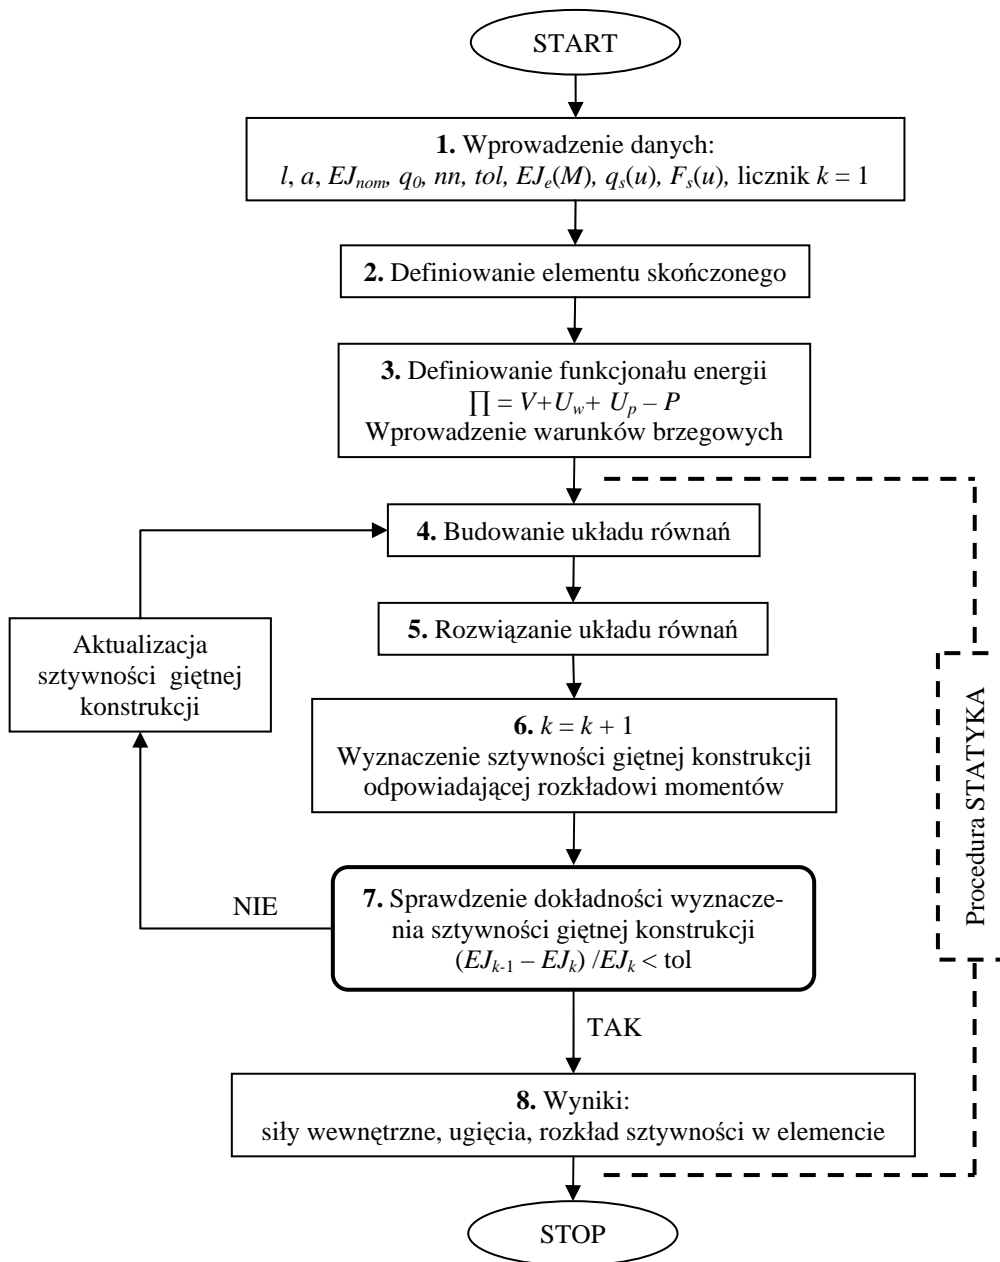 START
1. Wprowadzenie danych:
l, a, EJnom, q0, nn, tol, EJe(M), qs(u), Fs(u), licznik k = 1
2. Definiowanie elementu skończonego
3. Definiowanie funkcjonału energii
∏ = V+Uw+ Up – P
Wprowadzenie warunków brzegowych
4. Budowanie układu równań
5. Rozwiązanie układu równań
Aktualizacja
sztywności giętnej
konstrukcji
6. k = k + 1
Wyznaczenie sztywności giętnej konstrukcji
odpowiadającej rozkładowi momentów
Procedura STATYKA
NIE
7. Sprawdzenie dokładności wyznacze-
nia sztywności giętnej konstrukcji
(EJk-1 – EJk) /EJk < tol
TAK
8. Wyniki:
siły wewnętrzne, ugięcia, rozkład sztywności w elemencie
STOP